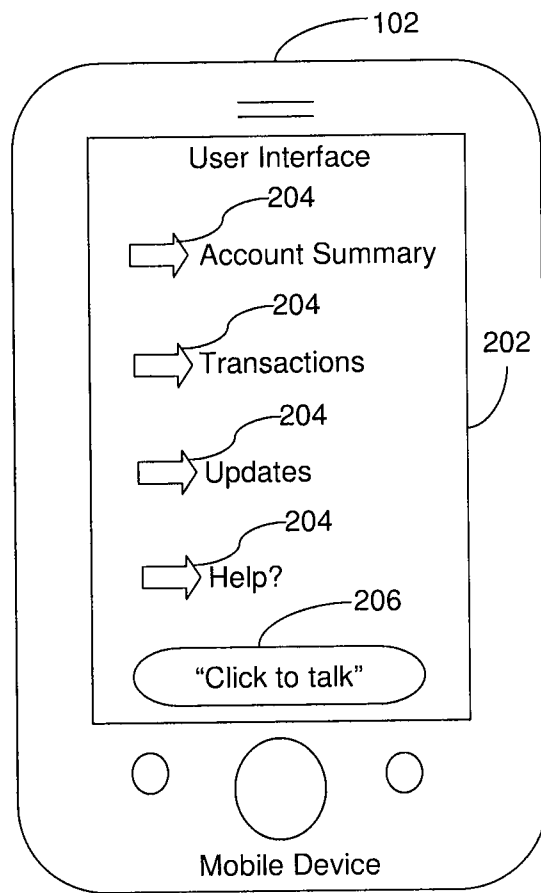 102
User Interface
204
Account Summary
204
Transactions
202
204
Updates
204
Help?
206
“Click to talk”
Mobile Device